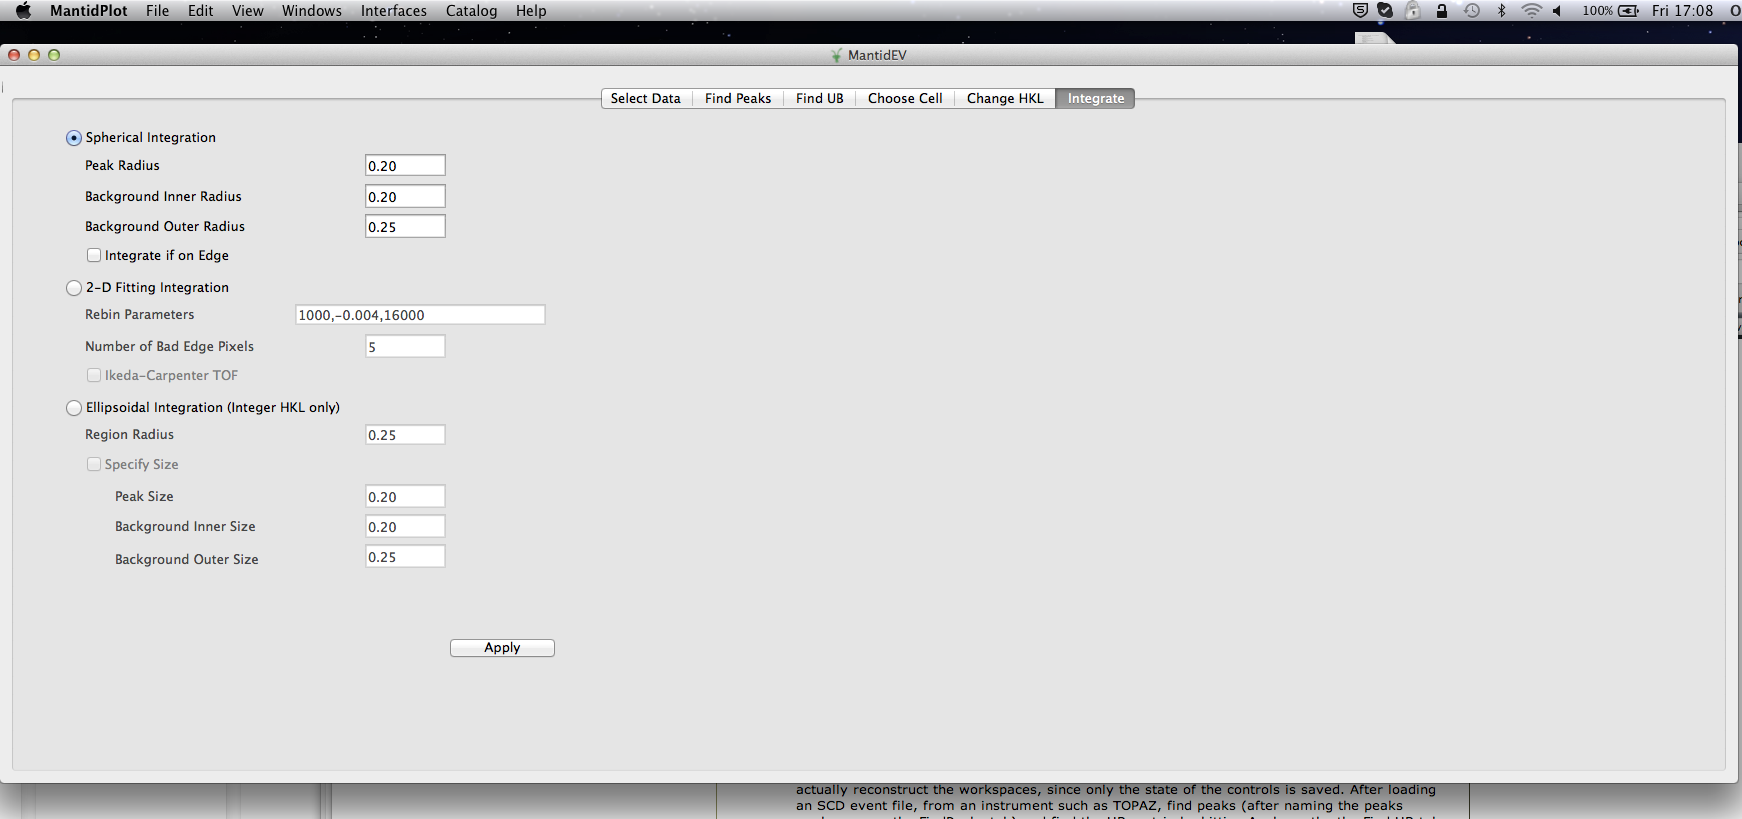 MantidPlot File Edit View Windows Interfaces Catalog Help 100% Fri 17:08
MantidEV
Select Data Find Peaks Find UB Choose Cell Change HKL Integrate
Spherical Integration
Peak Radius 0.20
Background Inner Radius 0.20
Background Outer Radius 0.25
Integrate if on Edge
2-D Fitting Integration
Rebin Parameters 1000,-0.004,16000
Number of Bad Edge Pixels 5
Ikeda-Carpenter TOF
Ellipsoidal Integration (Integer HKL only)
Region Radius 0.25
Specify Size
Peak Size 0.20
Background Inner Size 0.20
Background Outer Size 0.25
Apply
actually reconstruct the workspaces, since only the state of the controls is saved. After loading
an SCD event file, from an instrument such as TOPAZ, find peaks (after naming the peaks